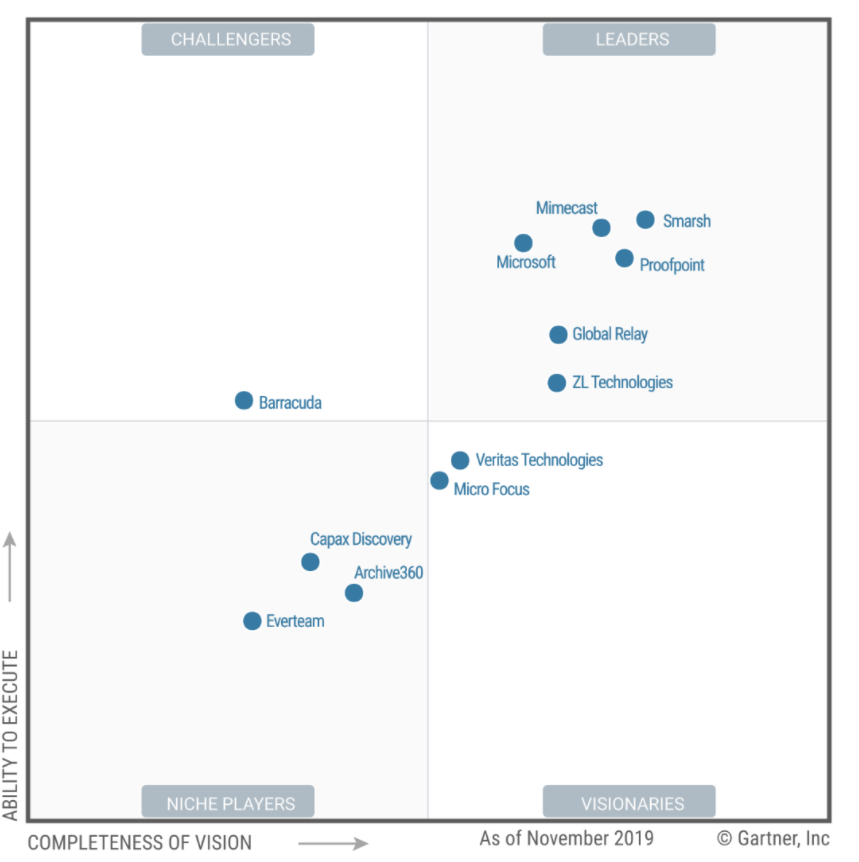 CHALLENGERS
LEADERS
Mimecast
Smarsh
Microsoft
Proofpoint
Global Relay
ZL Technologies
Barracuda
Veritas Technologies
Micro Focus
Capax Discovery
Archive360
Everteam
NICHE PLAYERS
VISIONARIES
ABILITY TO EXECUTE
COMPLETENESS OF VISION
As of November 2019
© Gartner, Inc